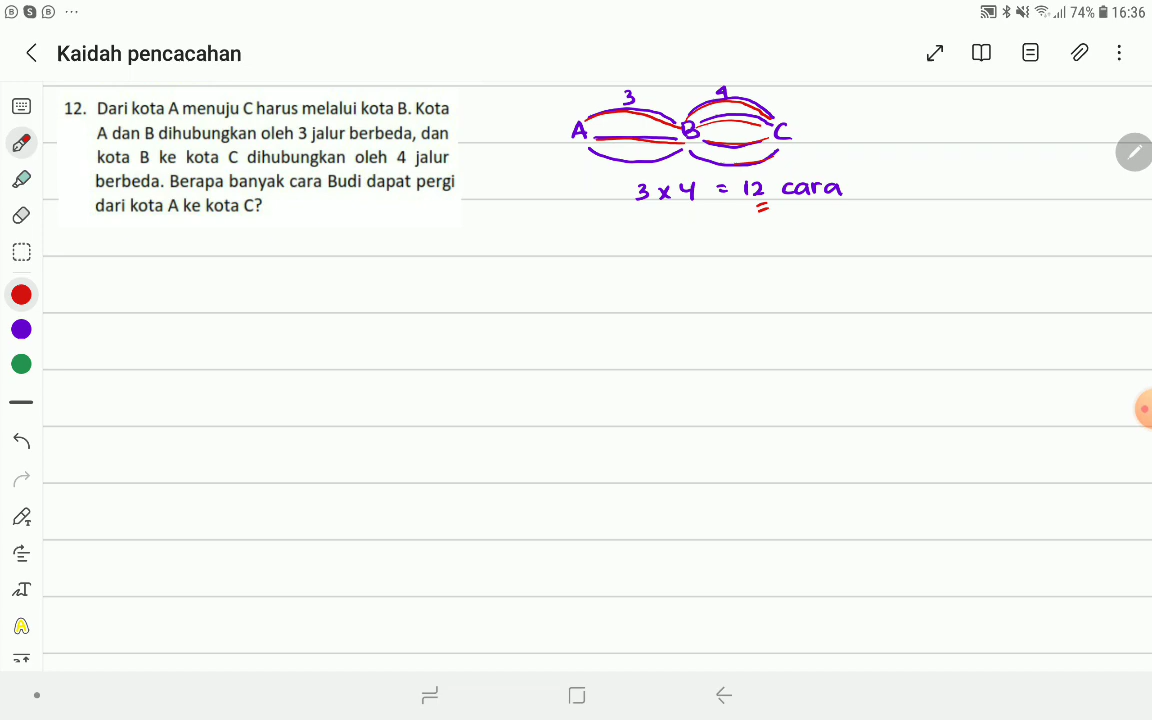 74% 16:36
Kaidah pencacahan
12. Dari kota A menuju C harus melalui kota B. Kota
A dan B dihubungkan oleh 3 jalur berbeda, dan
kota B ke kota C dihubungkan oleh 4 jalur
berbeda. Berapa banyak cara Budi dapat pergi
dari kota A ke kota C?
3 4
A B C
3 x 4 = 12 cara